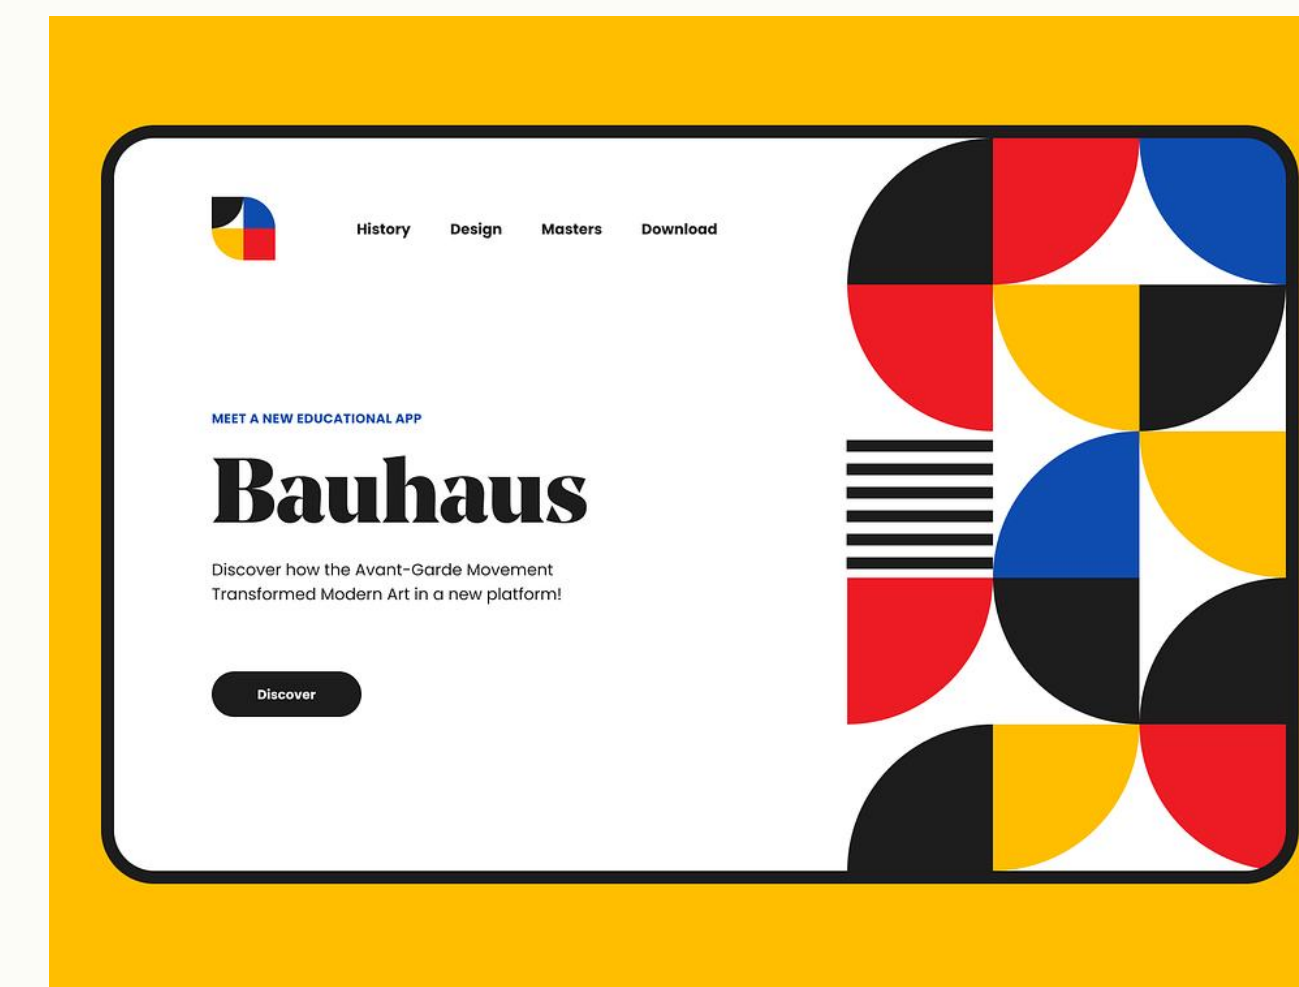 History Design Masters Download
MEET A NEW EDUCATIONAL APP
Bauhaus
Discover how the Avant-Garde Movement
Transformed Modern Art in a new platform!
Discover